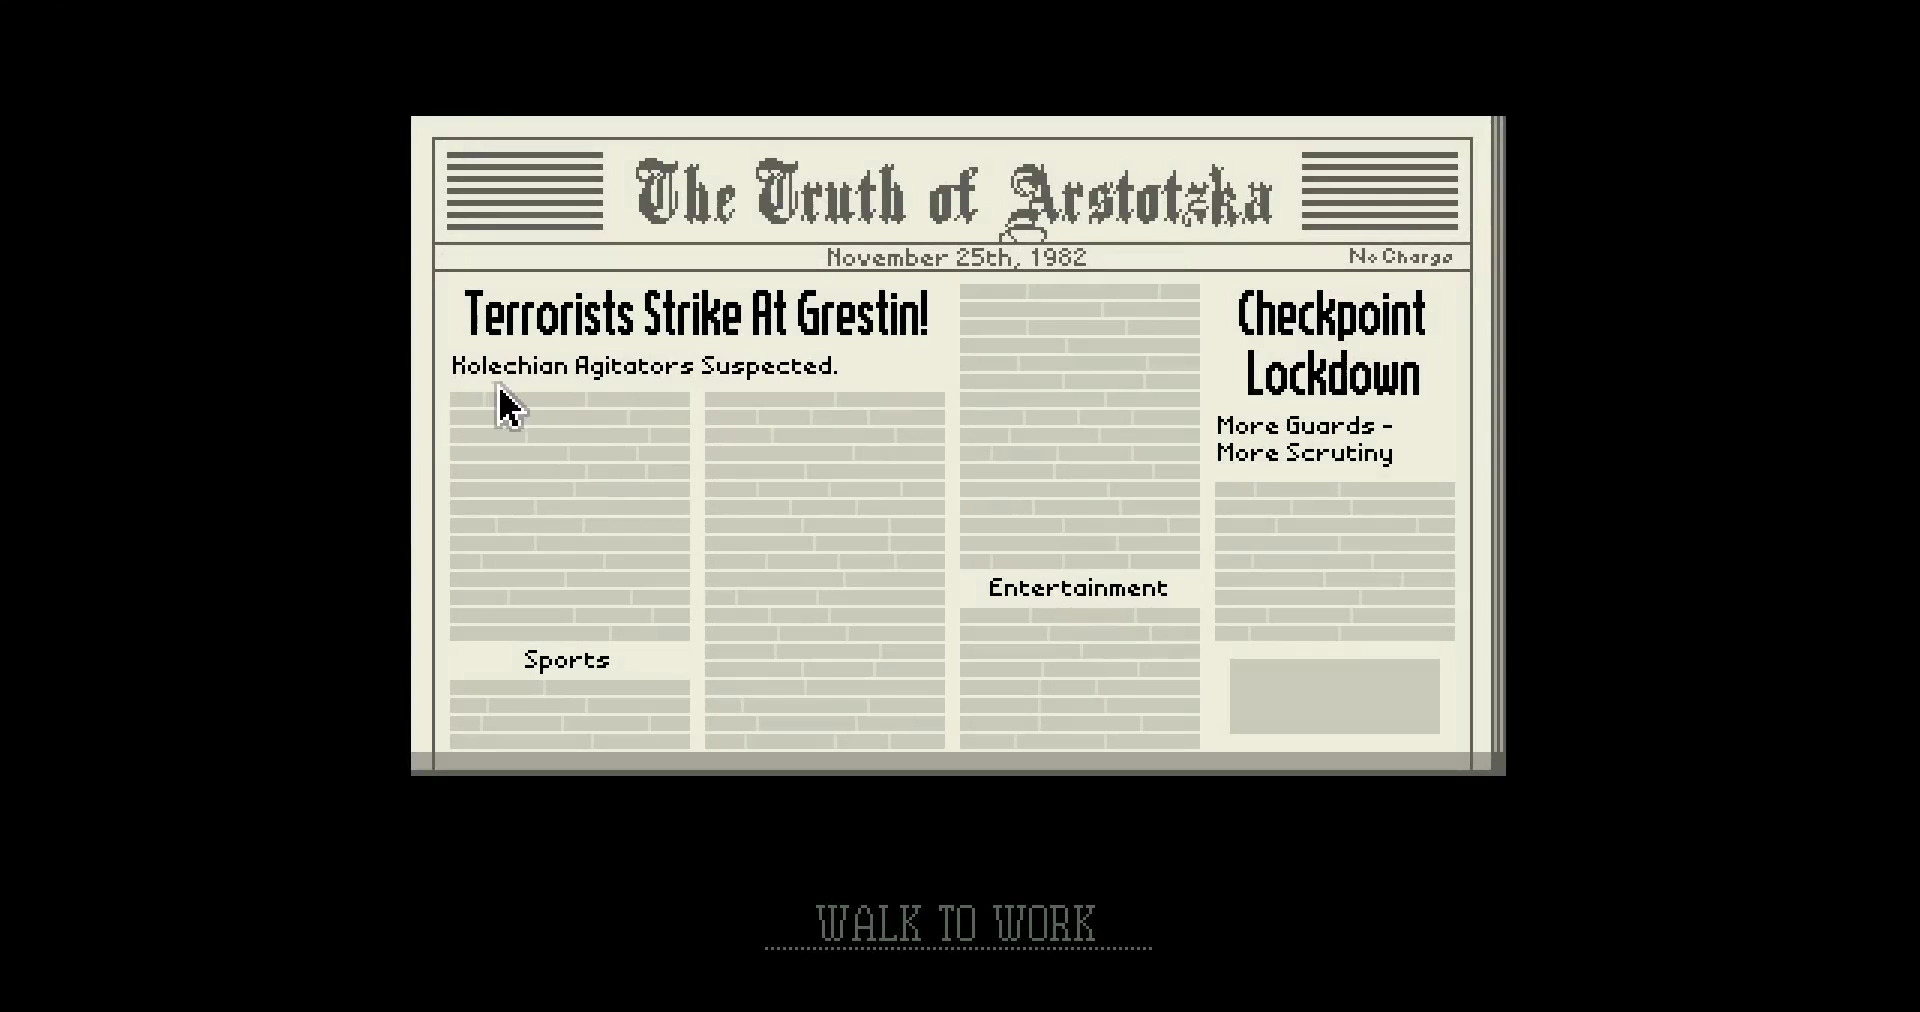 The Truth of Arstotzka
November 25th, 1982
No Charge
Terrorists Strike At Grestin!
Kolechian Agitators Suspected.
Sports
Entertainment
Checkpoint
Lockdown
More Guards -
More Scrutiny
WALK TO WORK